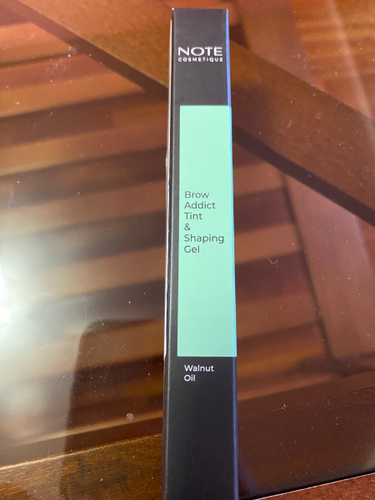 NOTE
COSMETIQUE
Brow
Addict
Tint
&
Shaping
Gel
Walnut
Oil